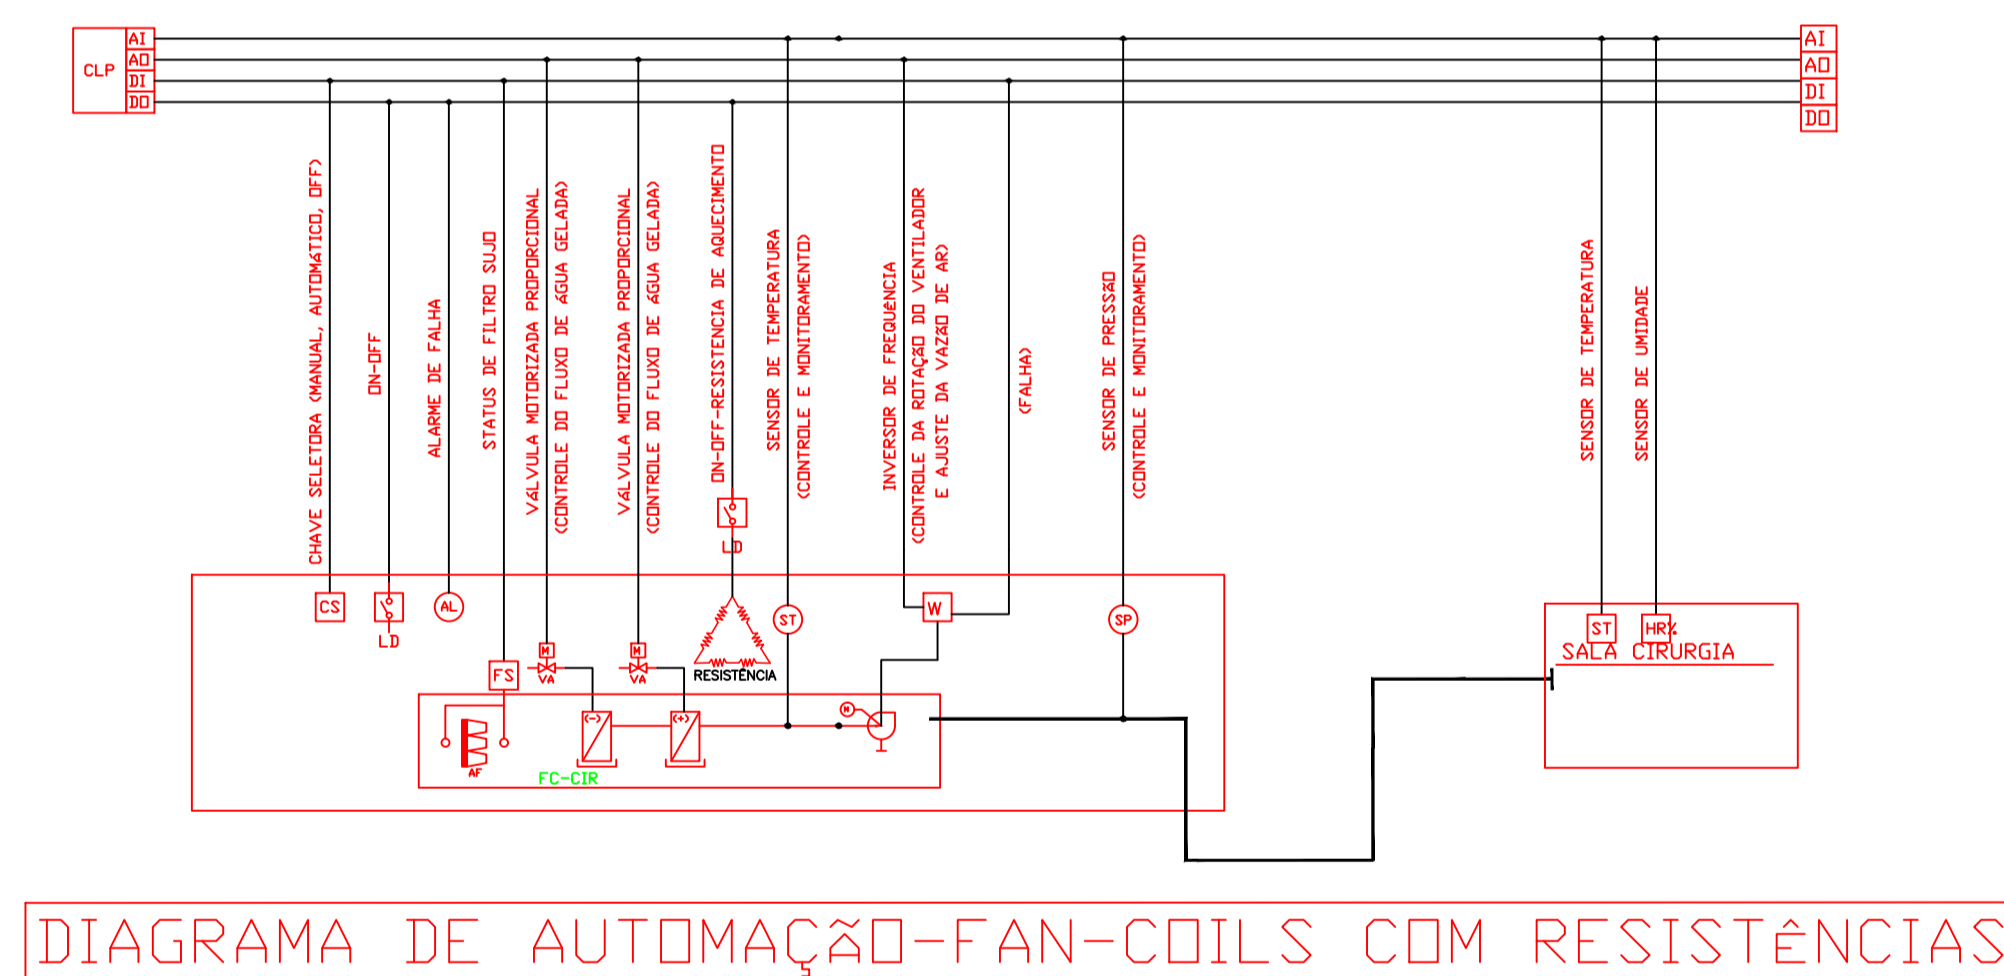 CLP
AI
AO
DI
DO
AI
AO
DI
DO
CHAVE SELETORA (MANUAL, AUTOMÁTICO, OFF)
ON-OFF
ALARME DE FALHA
STATUS DE FILTRO SUJO
VÁLVULA MOTORIZADA PROPORCIONAL
(CONTROLE DO FLUXO DE ÁGUA GELADA)
VÁLVULA MOTORIZADA PROPORCIONAL
(CONTROLE DO FLUXO DE ÁGUA GELADA)
ON-OFF-RESISTENCIA DE AQUECIMENTO
SENSOR DE TEMPERATURA
(CONTROLE E MONITORAMENTO)
INVERSOR DE FREQUÊNCIA
(CONTROLE DA ROTAÇÃO DO VENTILADOR
E AJUSTE DA VAZÃO DE AR)
(FALHA)
SENSOR DE PRESSÃO
(CONTROLE E MONITORAMENTO)
SENSOR DE TEMPERATURA
SENSOR DE UMIDADE
LD
CS
LD
AL
FS
M
VA
M
VA
RESISTÊNCIA
ST
W
SP
ST
HR%
SALA CIRURGIA
AF
(-)
(+)
M
FC-CIR
DIAGRAMA DE AUTOMAÇÃO-FAN-COILS COM RESISTÊNCIAS